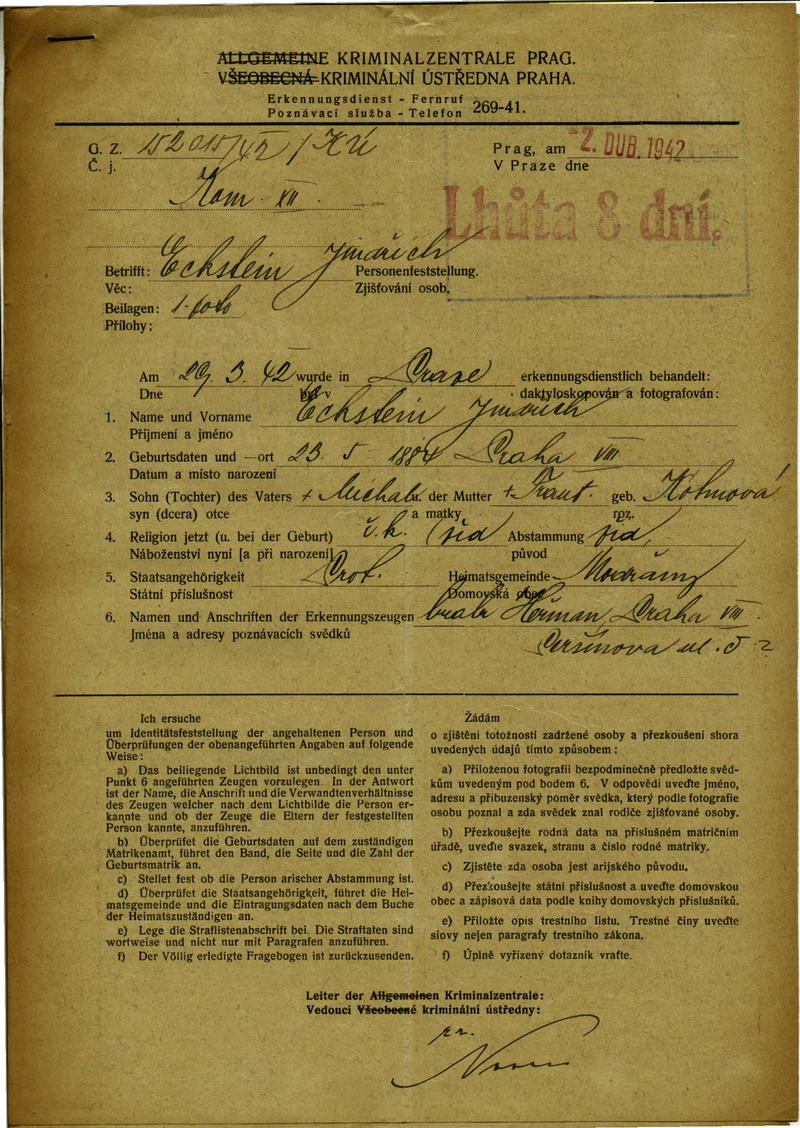 ALLGEMEINE KRIMINALZENTRALE PRAG.
VŠEOBECNÁ KRIMINÁLNÍ ÚSTŘEDNA PRAHA.
Erkennungsdienst - Fernruf
Poznávací služba - Telefon 269-41.
G. Z. 152015/42 / KÚ
Č. j.
Prag, am 2. DUB. 1942
V Praze dne
Kom. XII.
Lhůta 8 dní.
Betrifft: Eckstein Jindřich Personenfeststellung.
Věc: Zjišťování osob.
Beilagen: 1 foto
Přílohy:
Am 29. 3. 42 wurde in Praze erkennungsdienstlich behandelt:
Dne v daktyloskopován a fotografován:
1. Name und Vorname Eckstein Jindřich
Příjmení a jméno
2. Geburtsdaten und —ort 23. 5. 1884 Praha VIII
Datum a místo narození
3. Sohn (Tochter) des Vaters + Michal u. der Mutter + Frant. geb. Kohnová
syn (dcera) otce a matky roz.
4. Religion jetzt (u. bei der Geburt) č. k. (žid Abstammung žid,
Náboženství nyní [a při narození] původ
5. Staatsangehörigkeit Prot. Heimatsgemeinde Modřany
Státní příslušnost Domovská obec
6. Namen und Anschriften der Erkennungszeugen bratr Heřman, Praha VIII.
Jména a adresy poznávacích svědků
ul. č
Ich ersuche
um Identitätsfeststellung der angehaltenen Person und
Überprüfungen der obenangeführten Angaben auf folgende
Weise:
a) Das beiliegende Lichtbild ist unbedingt den unter
Punkt 6 angeführten Zeugen vorzulegen. In der Antwort
ist der Name, die Anschrift und die Verwandtenverhältnisse
des Zeugen welcher nach dem Lichtbilde die Person er-
kannte und ob der Zeuge die Eltern der festgestellten
Person kannte, anzuführen.
b) Überprüfet die Geburtsdaten auf dem zuständigen
Matrikenamt, führet den Band, die Seite und die Zahl der
Geburtsmatrik an.
c) Stellet fest ob die Person arischer Abstammung ist.
d) Überprüfet die Staatsangehörigkeit, führet die Hei-
matsgemeinde und die Eintragungsdaten nach dem Buche
der Heimatszuständigen an.
e) Lege die Straflistenabschrift bei. Die Straftaten sind
wortweise und nicht nur mit Paragrafen anzuführen.
f) Der Völlig erledigte Fragebogen ist zurückzusenden.
Žádám
o zjištění totožnosti zadržené osoby a přezkoušení shora
uvedených údajů tímto způsobem:
a) Přiloženou fotografii bezpodmínečně předložte svěd-
kům uvedeným pod bodem 6. V odpovědi uveďte jméno,
adresu a příbuzenský poměr svědka, který podle fotografie
osobu poznal a zda svědek znal rodiče zjišťované osoby.
b) Přezkoušejte rodná data na příslušném matričním
úřadě, uveďte svazek, stranu a číslo rodné matriky.
c) Zjistěte zda osoba jest arijského původu.
d) Přezkoušejte státní příslušnost a uveďte domovskou
obec a zápisová data podle knihy domovských příslušníků.
e) Přiložte opis trestního listu. Trestné činy uveďte
slovy nejen paragrafy trestního zákona.
f) Úplně vyřízený dotazník vraťte.
Leiter der Allgemeinen Kriminalzentrale:
Vedoucí Všeobecné kriminální ústředny: